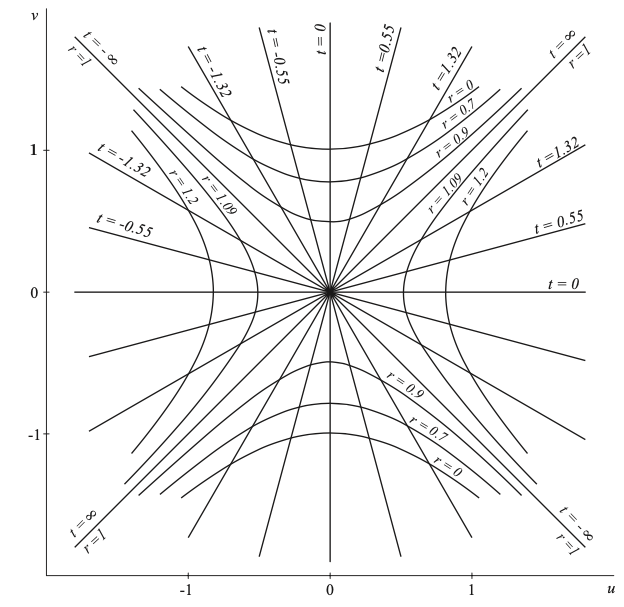 v
t = -∞
r =1
t = -1.32
t = -0.55
t = 0
t =0.55
t =1.32
t = ∞
r =1
r = 0
r = 0.7
r = 0.9
1
t = -1.32
r = 1.2
r = 1.09
r = 1.09
r = 1.2
t =1.32
t = -0.55
t = 0.55
0
t = 0
r = 0.9
r = 0.7
-1
r = 0
t = ∞
r =1
t = -∞
r =1
-1
0
1
u